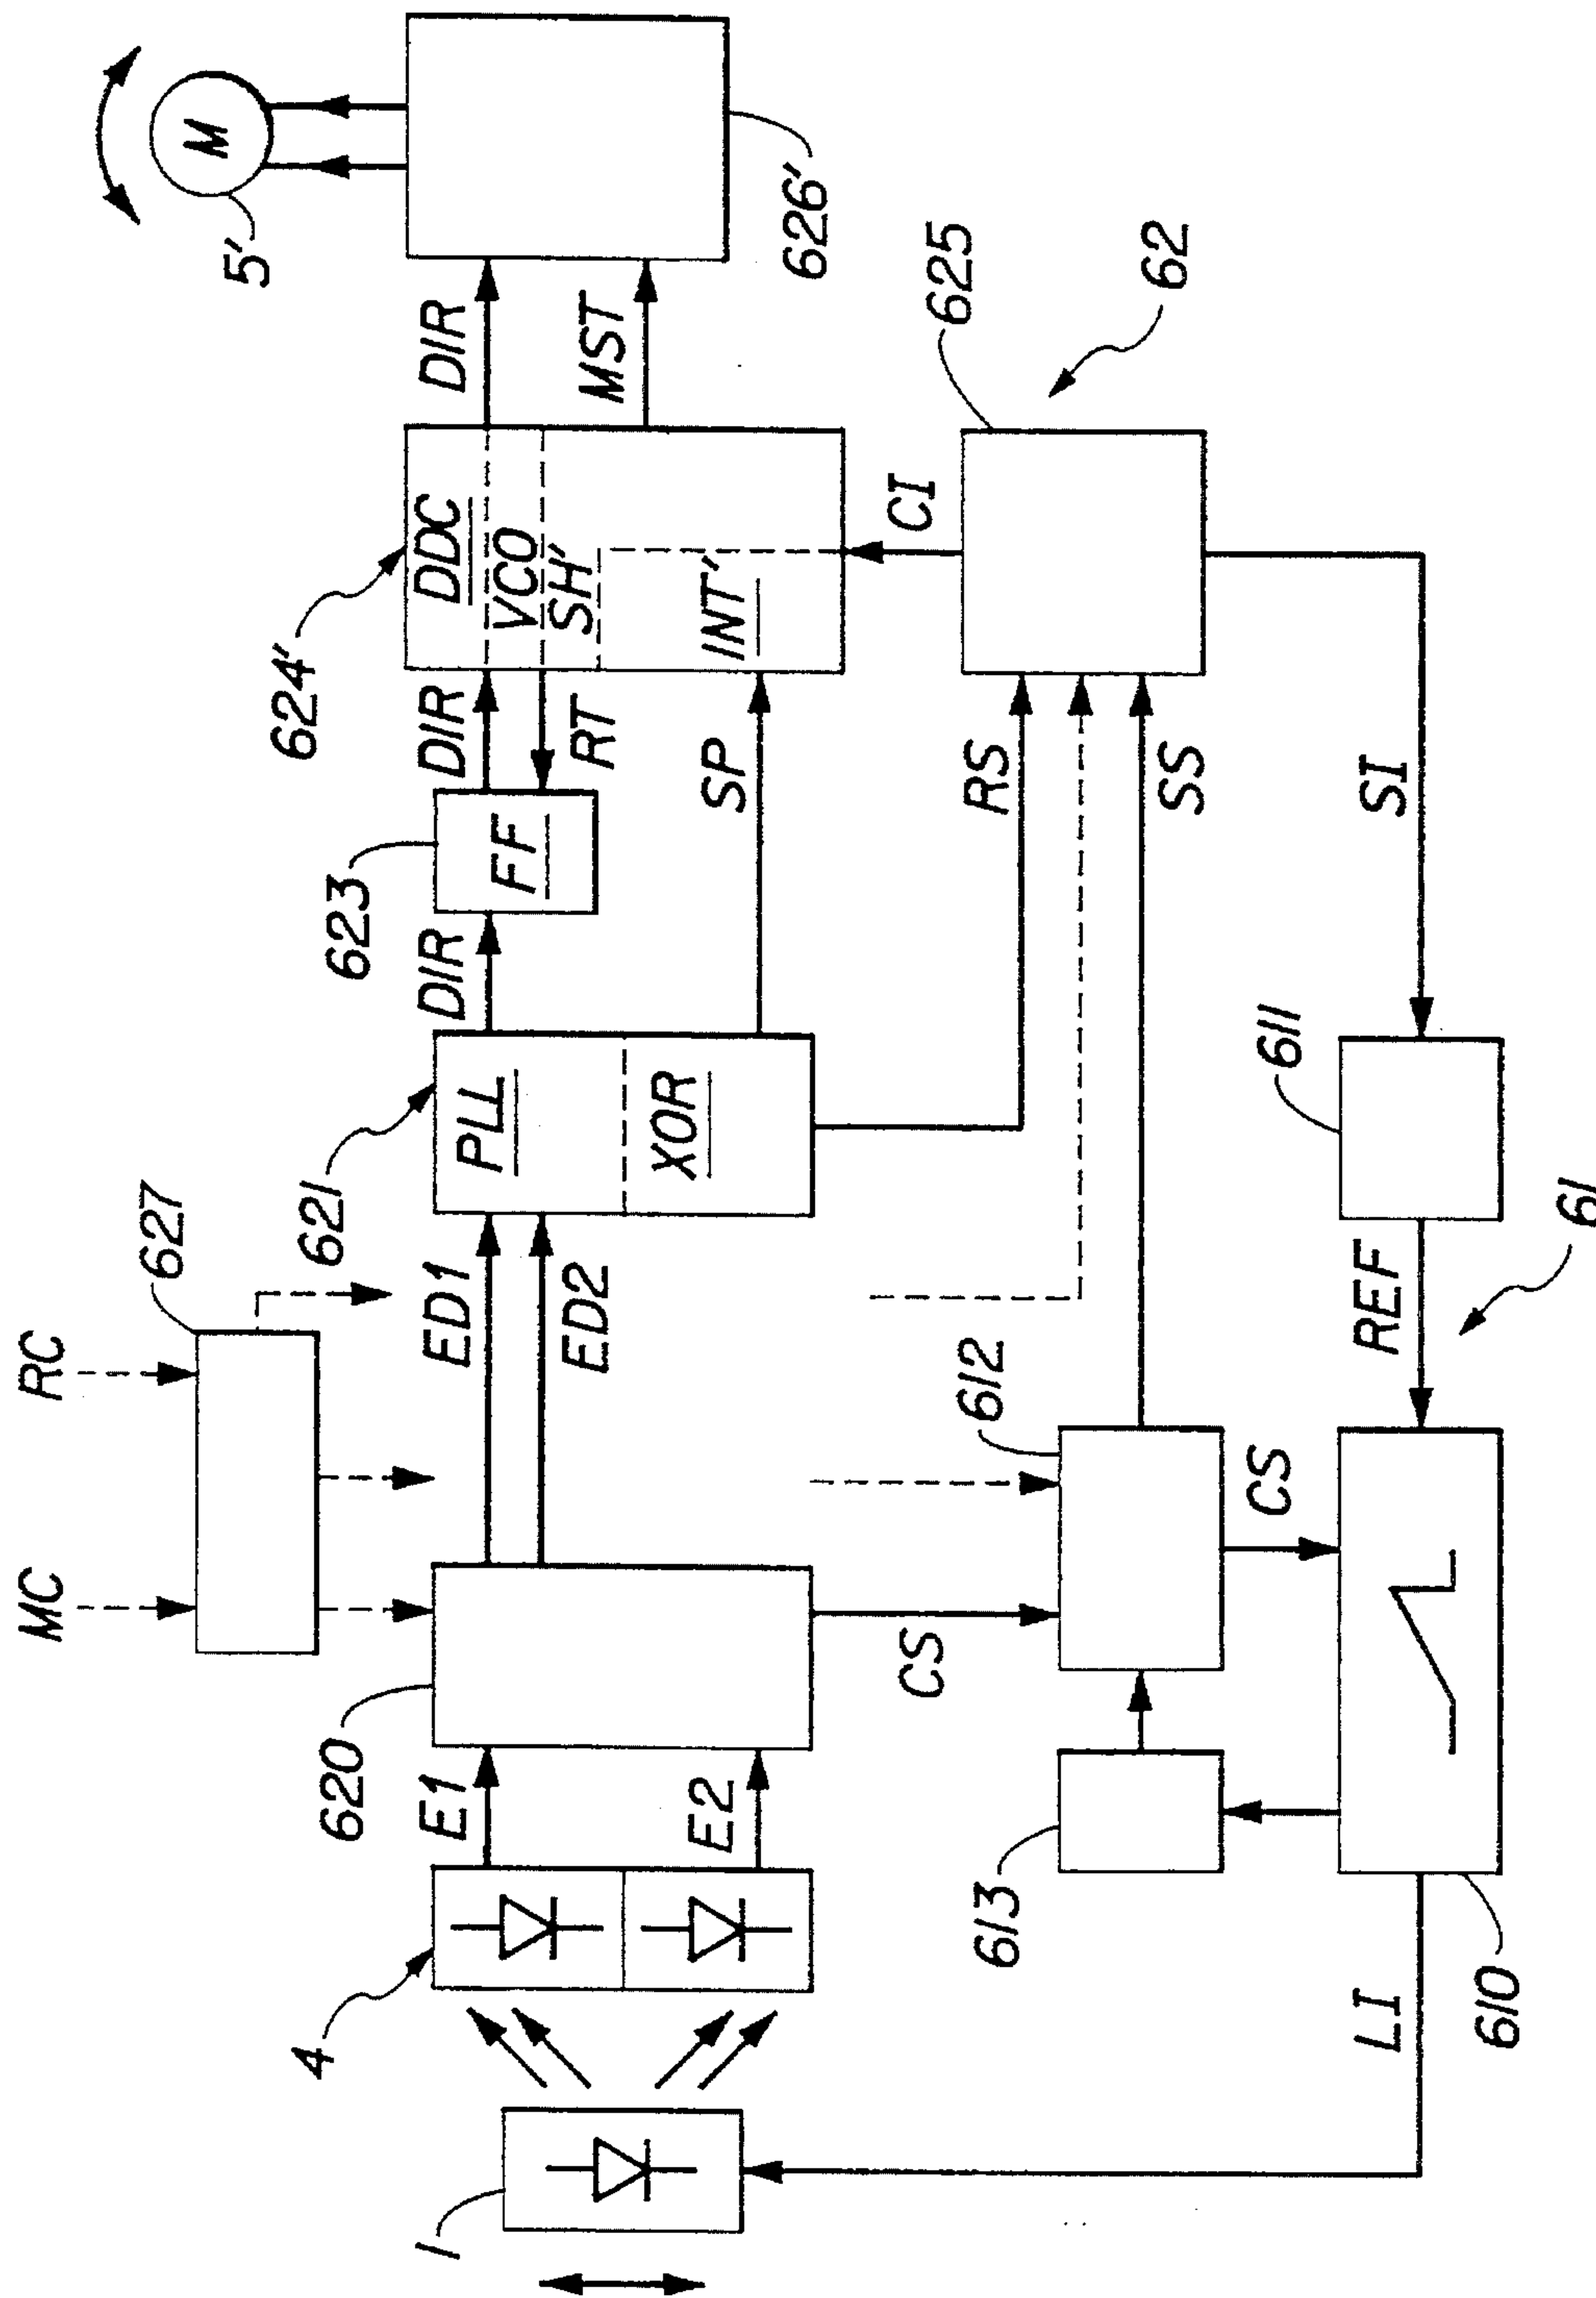 MC
RC
627
5'
M
4
E1
E2
620
ED1
ED2
621
PLL
XOR
DIR
623
FF
DIR
RT
SP
624'
DDC
VCO
SH'
INT'
DIR
MST
626'
1
CS
613
612
RS
SS
CI
625
62
LI
610
CS
REF
61
611
SI